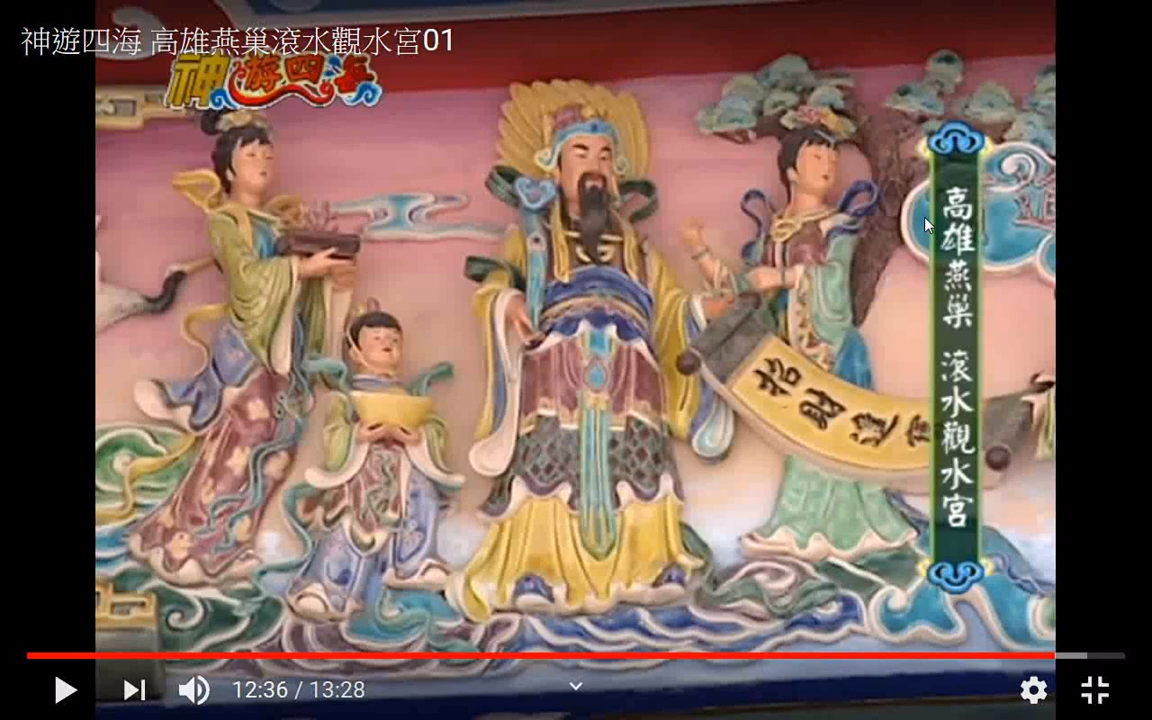 神遊四海 高雄燕巢滾水觀水宮01
神遊四海
招財進
高雄燕巢 滾水觀水宮
12:36 / 13:28